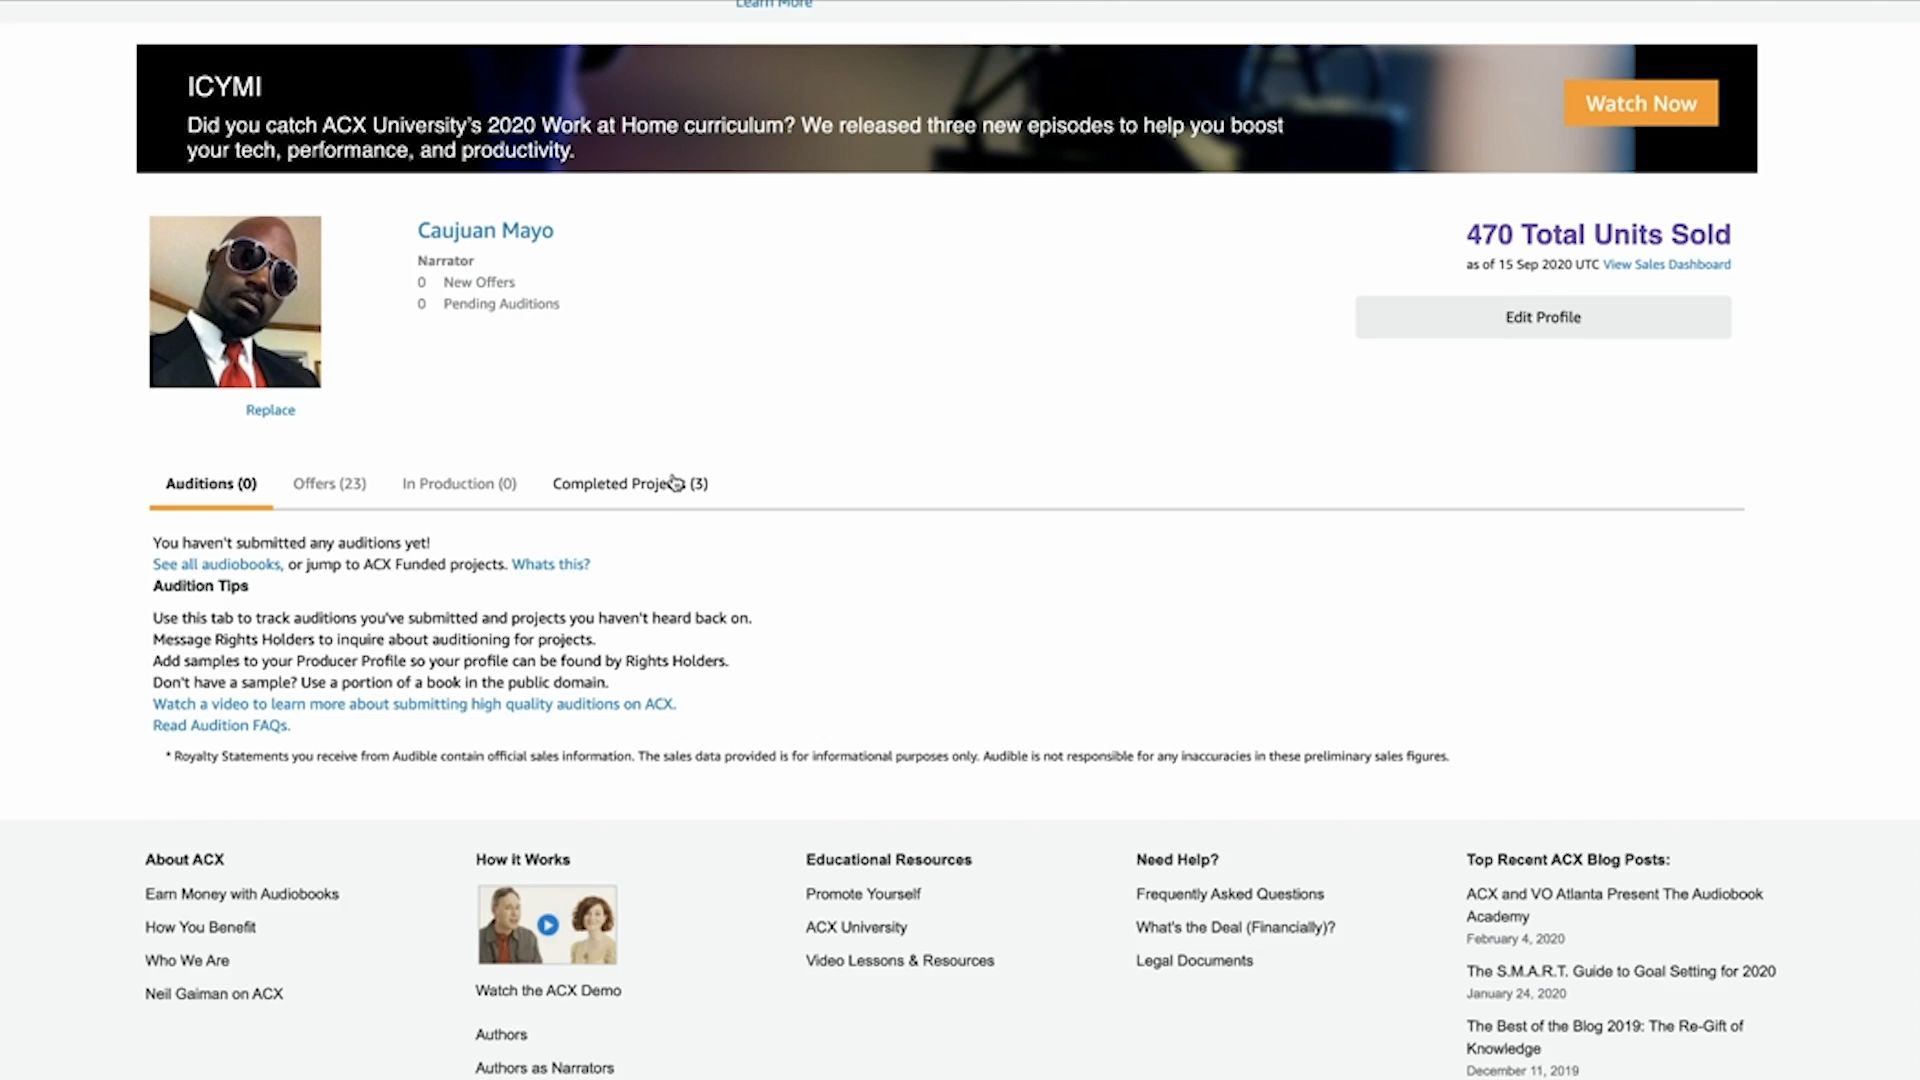 Learn More
ICYMI
Did you catch ACX University's 2020 Work at Home curriculum? We released three new episodes to help you boost
your tech, performance, and productivity.
Watch Now
Caujuan Mayo
Narrator
0 New Offers
0 Pending Auditions
470 Total Units Sold
as of 15 Sep 2020 UTC View Sales Dashboard
Edit Profile
Replace
Auditions (0) Offers (23) In Production (0) Completed Projects (3)
You haven't submitted any auditions yet!
See all audiobooks, or jump to ACX Funded projects. Whats this?
Audition Tips
Use this tab to track auditions you've submitted and projects you haven't heard back on.
Message Rights Holders to inquire about auditioning for projects.
Add samples to your Producer Profile so your profile can be found by Rights Holders.
Don't have a sample? Use a portion of a book in the public domain.
Watch a video to learn more about submitting high quality auditions on ACX.
Read Audition FAQs.
* Royalty Statements you receive from Audible contain official sales information. The sales data provided is for informational purposes only. Audible is not responsible for any inaccuracies in these preliminary sales figures.
About ACX
Earn Money with Audiobooks
How You Benefit
Who We Are
Neil Gaiman on ACX
How it Works
Watch the ACX Demo
Authors
Authors as Narrators
Educational Resources
Promote Yourself
ACX University
Video Lessons & Resources
Need Help?
Frequently Asked Questions
What's the Deal (Financially)?
Legal Documents
Top Recent ACX Blog Posts:
ACX and VO Atlanta Present The Audiobook
Academy
February 4, 2020
The S.M.A.R.T. Guide to Goal Setting for 2020
January 24, 2020
The Best of the Blog 2019: The Re-Gift of
Knowledge
December 11, 2019